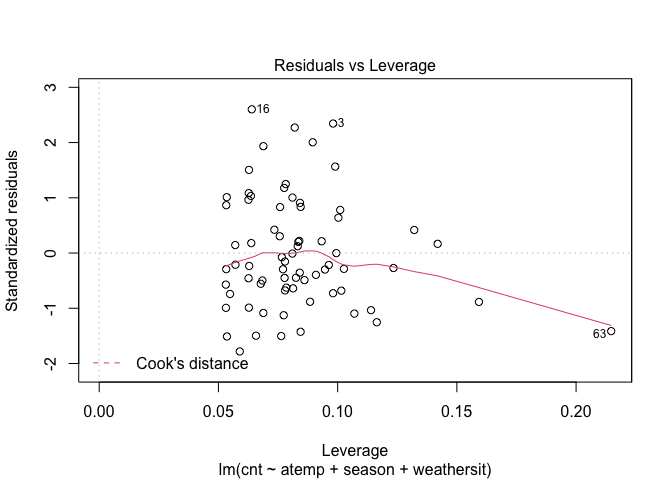 Residuals vs Leverage
Standardized residuals
3
2
1
0
-1
-2
16
3
63
Cook's distance
0.00 0.05 0.10 0.15 0.20
Leverage
lm(cnt ~ atemp + season + weathersit)